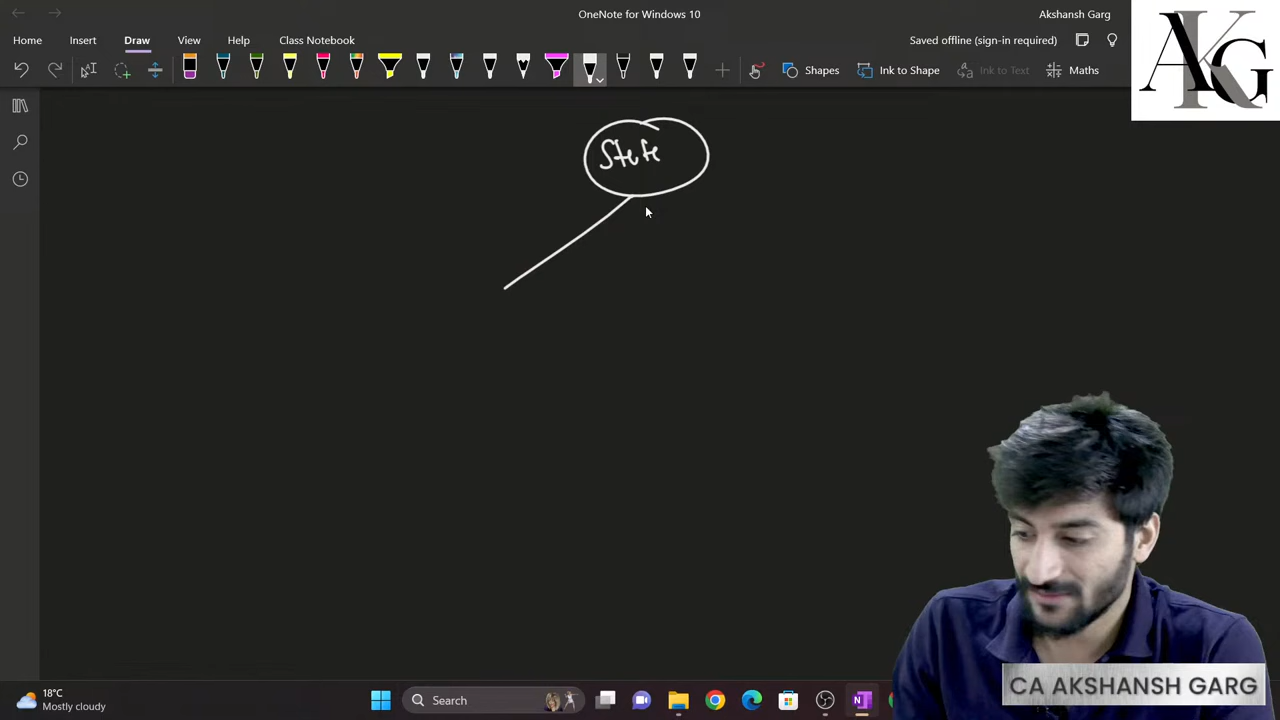 OneNote for Windows 10
Akshansh Garg
Home Insert Draw View Help Class Notebook
Saved offline (sign-in required)
Shapes Ink to Shape Ink to Text Maths
AKG
State
CA AKSHANSH GARG
18°C
Mostly cloudy
Search